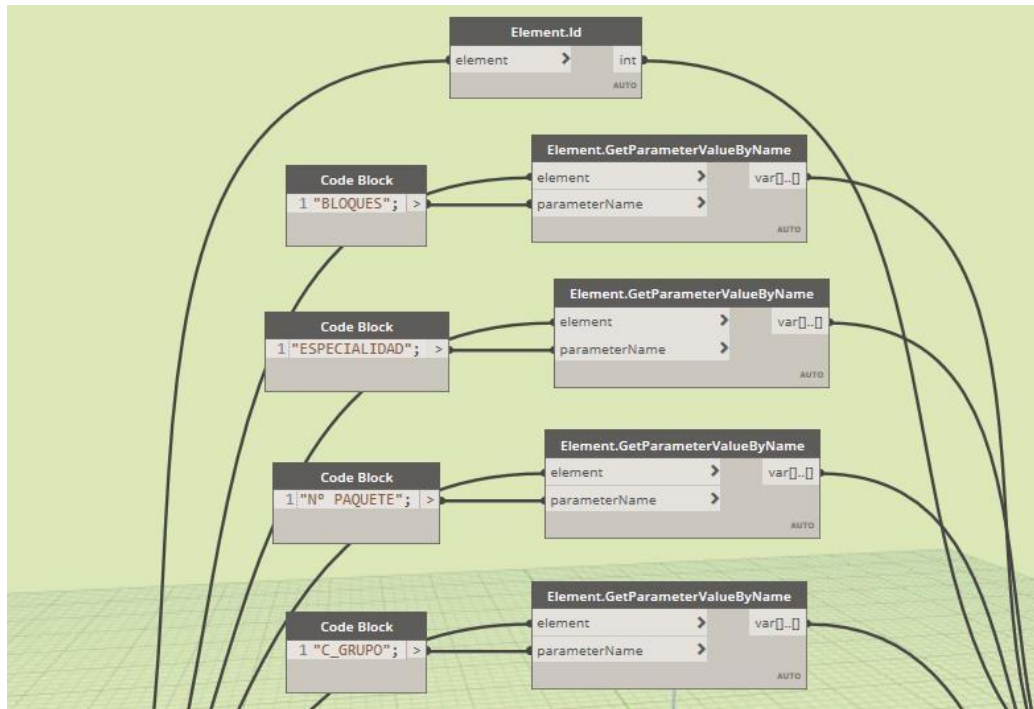 Element.Id
element > int
AUTO
Element.GetParameterValueByName
element > var[]..[]
parameterName >
AUTO
Code Block
1 "BLOQUES"; >
Element.GetParameterValueByName
element > var[]..[]
parameterName >
AUTO
Code Block
1 "ESPECIALIDAD"; >
Element.GetParameterValueByName
element > var[]..[]
parameterName >
AUTO
Code Block
1 "Nº PAQUETE"; >
Element.GetParameterValueByName
element > var[]..[]
parameterName >
AUTO
Code Block
1 "C_GRUPO"; >